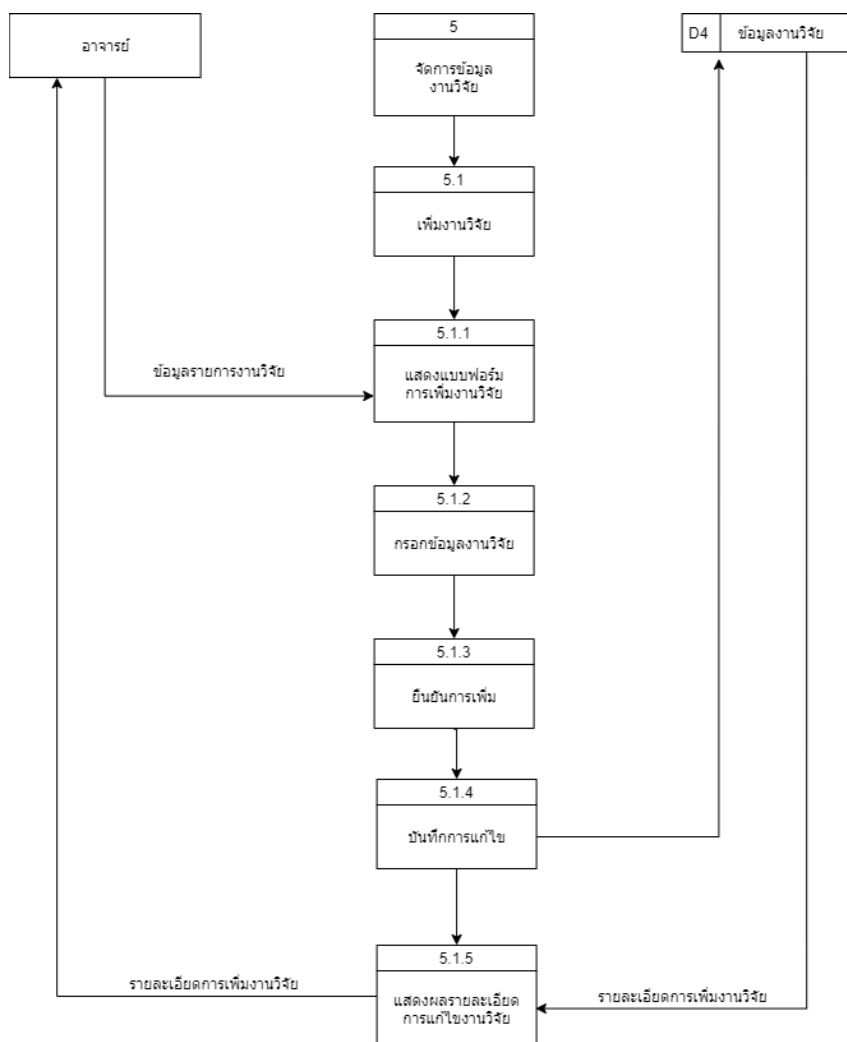 อาจารย์
5
จัดการข้อมูล
งานวิจัย
D4
ข้อมูลงานวิจัย
5.1
เพิ่มงานวิจัย
5.1.1
แสดงแบบฟอร์ม
การเพิ่มงานวิจัย
ข้อมูลรายการงานวิจัย
5.1.2
กรอกข้อมูลงานวิจัย
5.1.3
ยืนยันการเพิ่ม
5.1.4
บันทึกการแก้ไข
5.1.5
แสดงผลรายละเอียด
การแก้ไขงานวิจัย
รายละเอียดการเพิ่มงานวิจัย
รายละเอียดการเพิ่มงานวิจัย